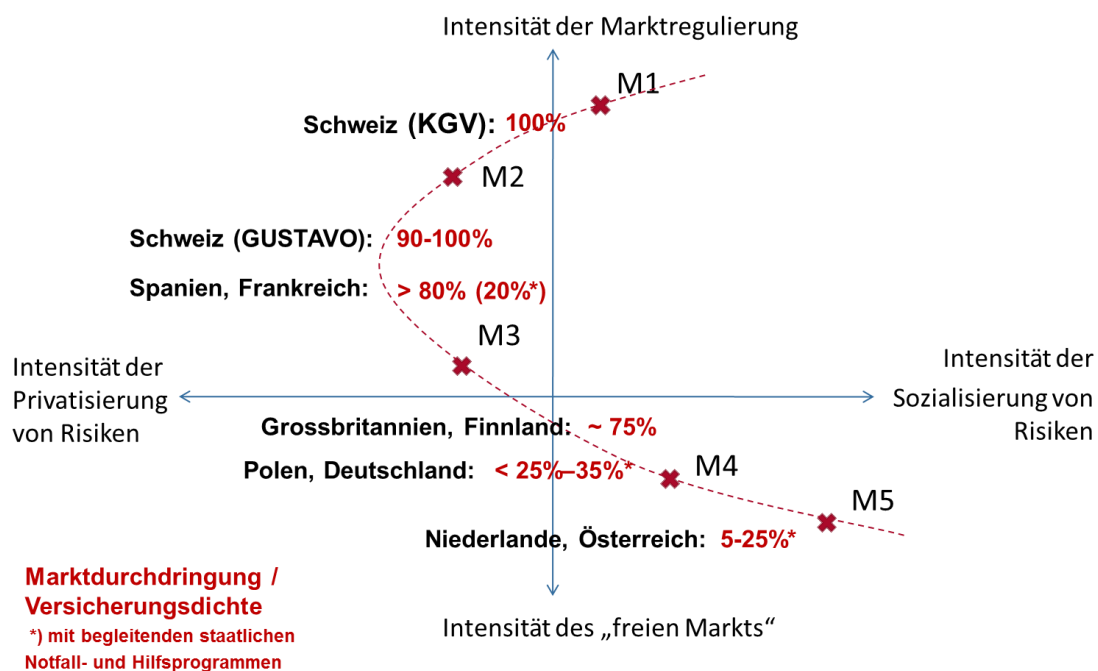 Intensität der Marktregulierung
M1
Schweiz (KGV): 100%
M2
Schweiz (GUSTAVO): 90-100%
Spanien, Frankreich: > 80% (20%*)
M3
Intensität der
Privatisierung
von Risiken
Intensität der
Sozialisierung von
Risiken
Grossbritannien, Finnland: ~ 75%
Polen, Deutschland: < 25%–35%*
M4
M5
Niederlande, Österreich: 5-25%*
Marktdurchdringung /
Versicherungsdichte
*) mit begleitenden staatlichen
Notfall- und Hilfsprogrammen
Intensität des „freien Markts“